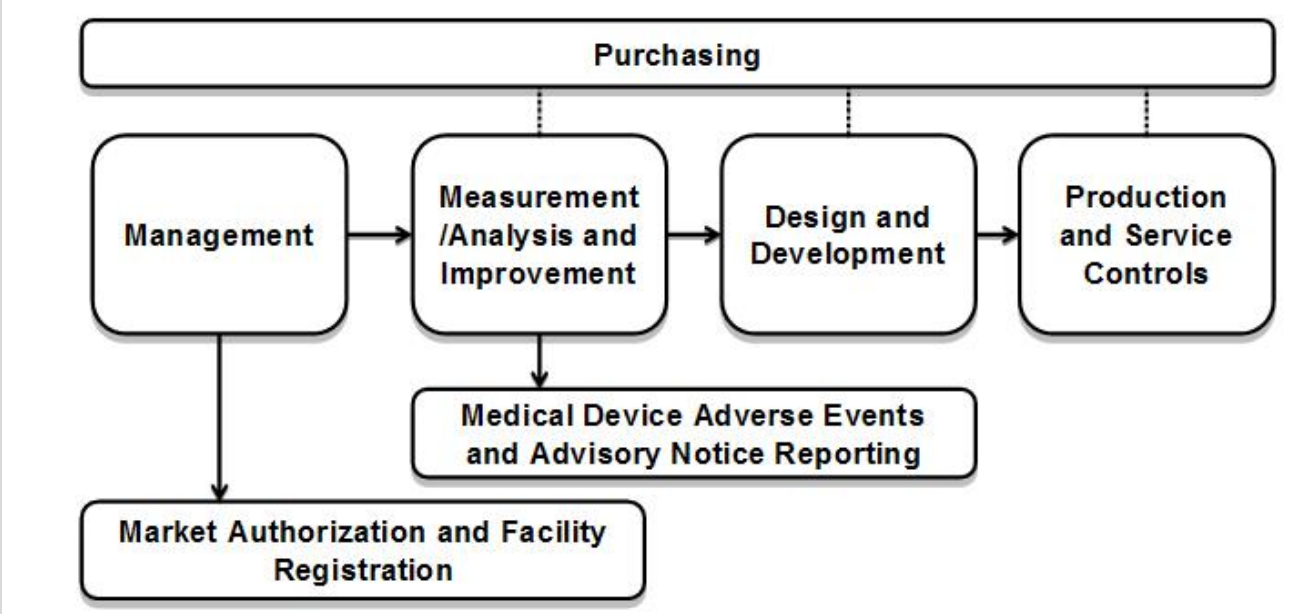 Purchasing
Management
Measurement
/Analysis and
Improvement
Design and
Development
Production
and Service
Controls
Medical Device Adverse Events
and Advisory Notice Reporting
Market Authorization and Facility
Registration